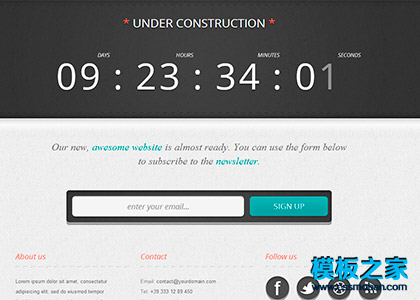 * UNDER CONSTRUCTION *
DAYS HOURS MINUTES SECONDS
09 : 23 : 34 : 01
Our new, awesome website is almost ready. You can use the form below
to subscribe to the newsletter.
enter your email... SIGN UP
About us
Lorem ipsum dolor sit amet, consectetur
adipiscing elit, sed do eiusmod tempor
Contact
Email: contact@yourdomain.com
Tel: +39 333 12 89 450
Follow us
模板之家